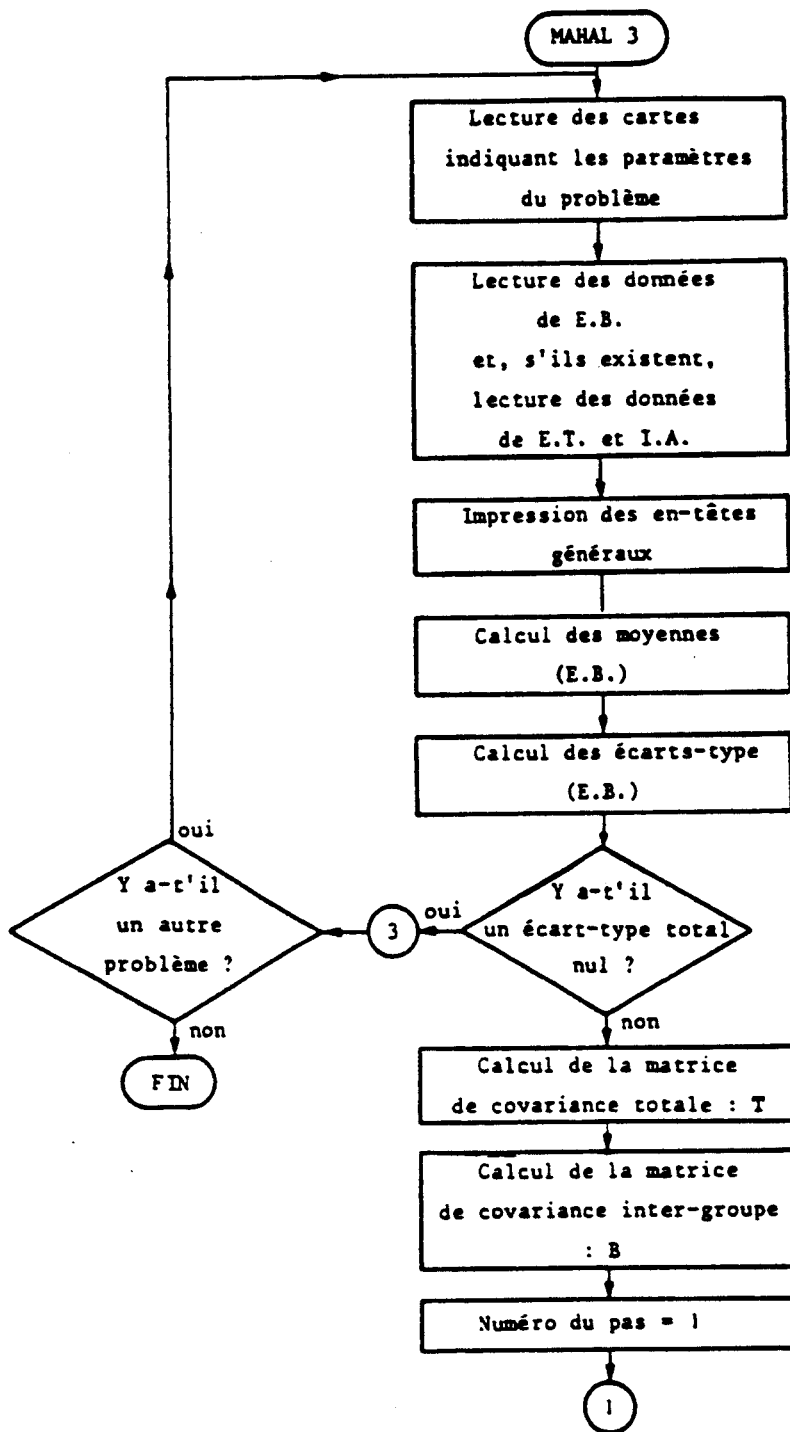 MAHAL 3
Lecture des cartes
indiquant les paramètres
du problème
Lecture des données
de E.B.
et, s'ils existent,
lecture des données
de E.T. et I.A.
Impression des en-têtes
généraux
Calcul des moyennes
(E.B.)
Calcul des écarts-type
(E.B.)
Y a-t'il
un écart-type total
nul ?
oui
3
Y a-t'il
un autre
problème ?
oui
non
FIN
non
Calcul de la matrice
de covariance totale : T
Calcul de la matrice
de covariance inter-groupe
: B
Numéro du pas = 1
1